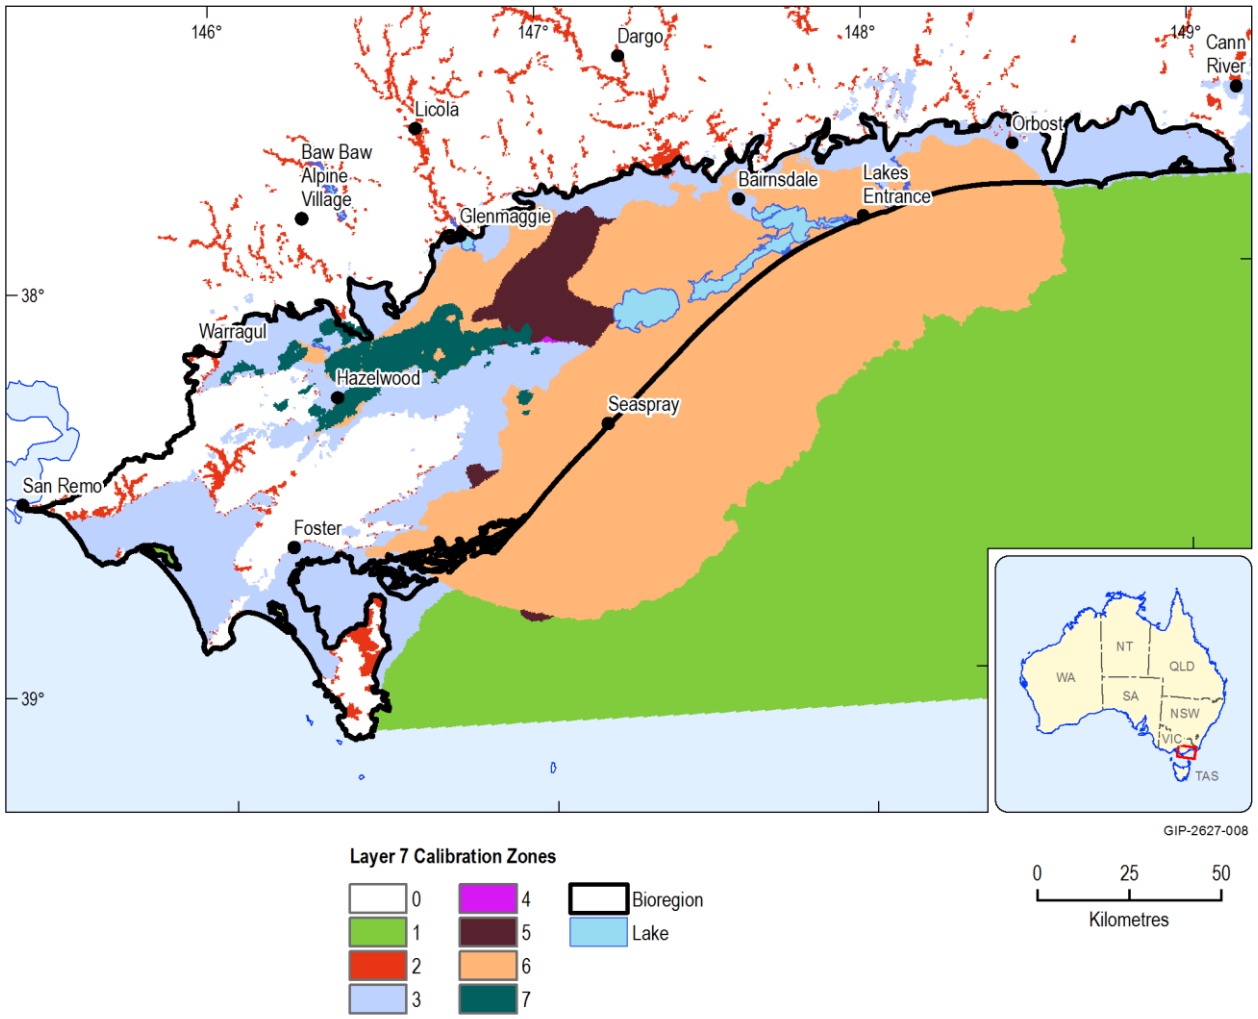 146°
147°
148°
149°
Dargo
Cann
River
Licola
Orbost
Baw Baw
Alpine
Village
Bairnsdale
Lakes
Entrance
Glenmaggie
38°
Warragul
Hazelwood
Seaspray
San Remo
Foster
39°
NT
WA
QLD
SA
NSW
VIC
TAS
GIP-2627-008
Layer 7 Calibration Zones
0
1
2
3
4
5
6
7
Bioregion
Lake
0 25 50
Kilometres